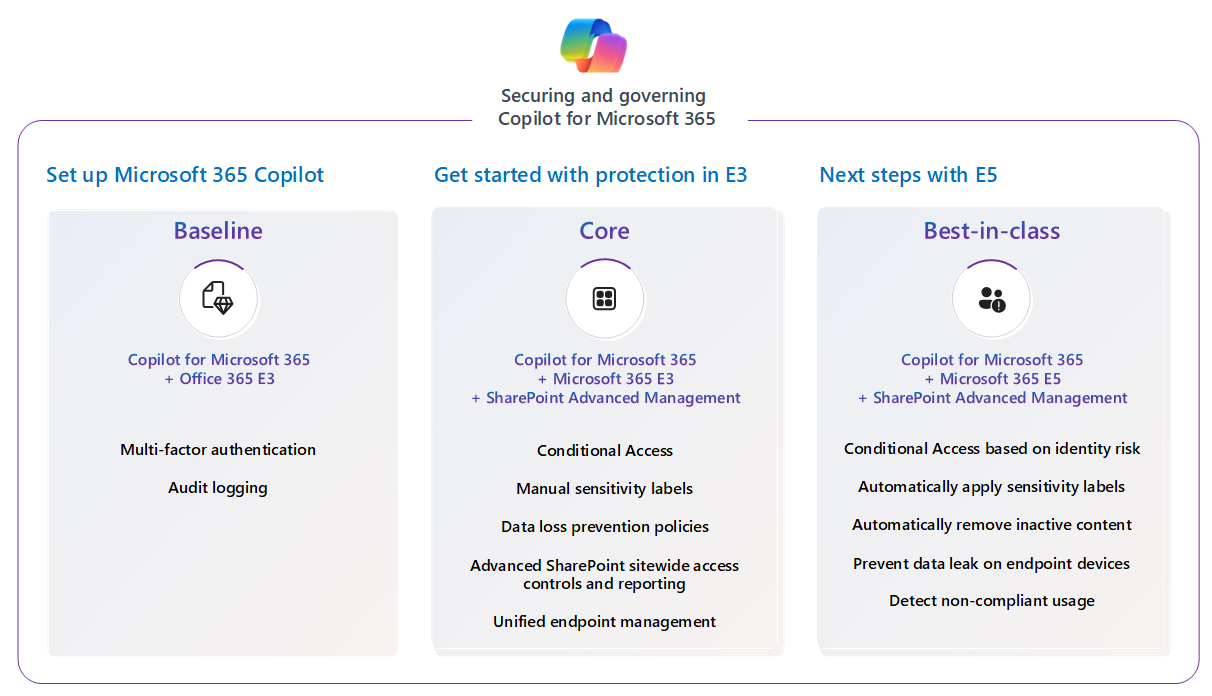 Securing and governing
Copilot for Microsoft 365
Set up Microsoft 365 Copilot
Baseline
Copilot for Microsoft 365
+ Office 365 E3
Multi-factor authentication
Audit logging
Get started with protection in E3
Core
Copilot for Microsoft 365
+ Microsoft 365 E3
+ SharePoint Advanced Management
Conditional Access
Manual sensitivity labels
Data loss prevention policies
Advanced SharePoint sitewide access
controls and reporting
Unified endpoint management
Next steps with E5
Best-in-class
Copilot for Microsoft 365
+ Microsoft 365 E5
+ SharePoint Advanced Management
Conditional Access based on identity risk
Automatically apply sensitivity labels
Automatically remove inactive content
Prevent data leak on endpoint devices
Detect non-compliant usage